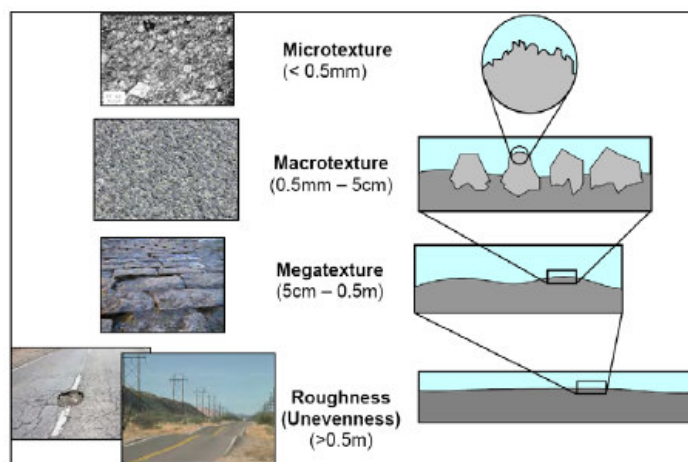 Microtexture
(< 0.5mm)
Macrotexture
(0.5mm – 5cm)
Megatexture
(5cm – 0.5m)
Roughness
(Unevenness)
(>0.5m)